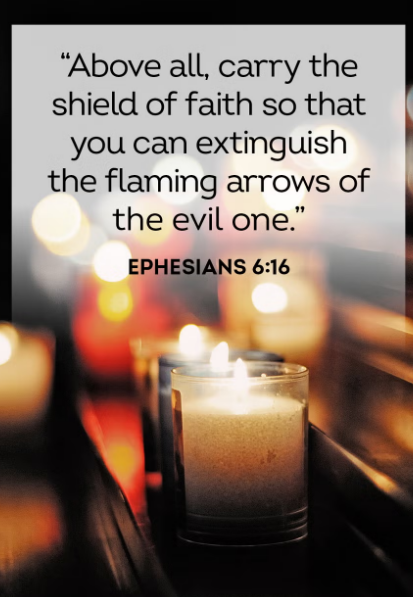 “Above all, carry the
shield of faith so that
you can extinguish
the flaming arrows of
the evil one.”
EPHESIANS 6:16